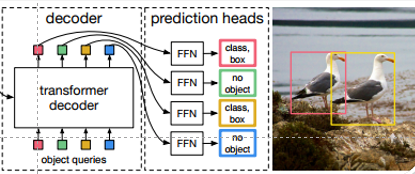 decoder
prediction heads
FFN
class,
box
FFN
no
object
transformer
decoder
FFN
class,
box
FFN
no
object
object queries